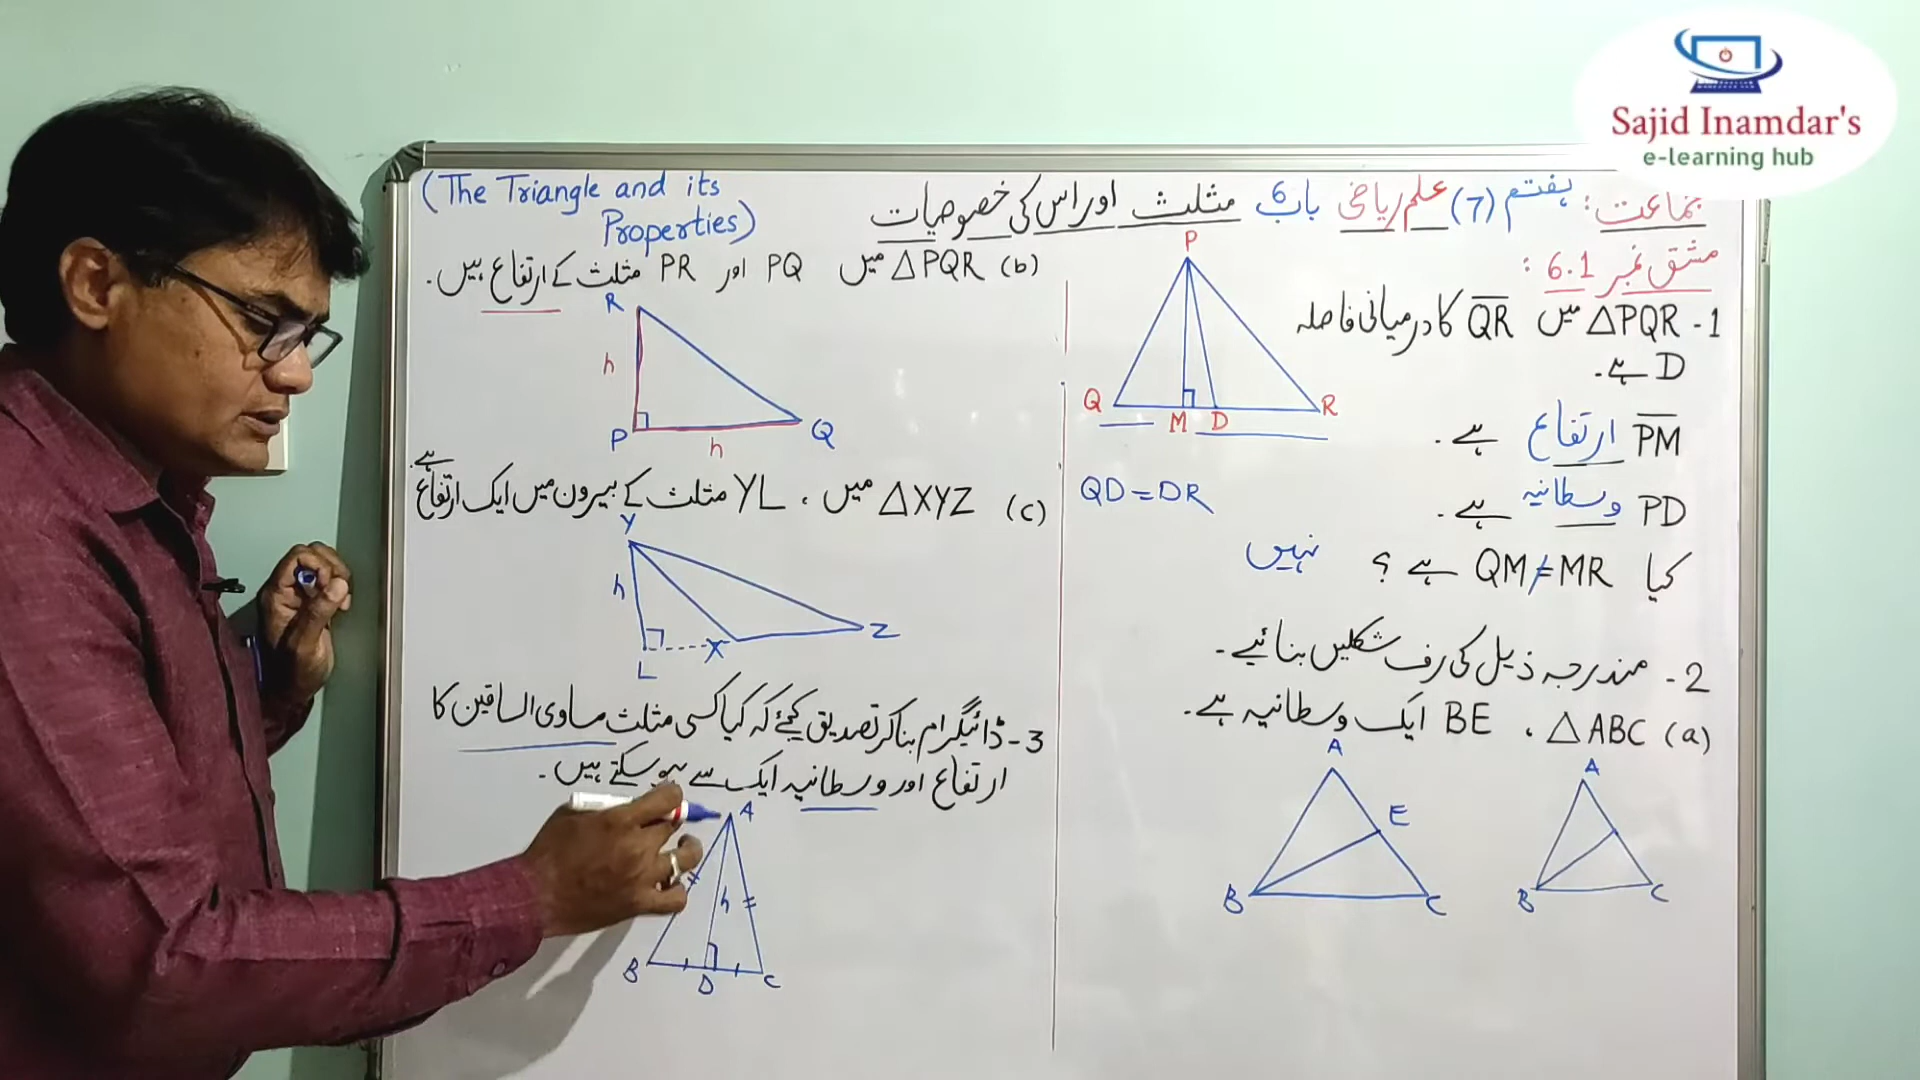 Sajid Inamdar's
e-learning hub
جماعت: ہفتم (7) علم ریاضی باب 6 مثلث اور اس کی خصوصیات
(The Triangle and its
Properties)
مشق نمبر 6.1 :
1- △PQR میں QR کا درمیانی فاصلہ
D ہے۔
PM ارتفاع ہے۔
PD وسطانیہ ہے۔
کیا QM≠MR ہے ؟ نہیں
P
Q
M
D
R
QD=DR
2- مندرجہ ذیل کی رف شکلیں بنائیے۔
(a) △ABC ، BE ایک وسطانیہ ہے۔
A
E
B
C
A
B
C
(b) △PQR میں PQ اور PR مثلث کے ارتفاع ہیں۔
R
h
P
h
Q
(c) △XYZ میں ، YL مثلث کے بیرون میں ایک ارتفاع
ہے
Y
h
L
X
Z
3- ڈائیگرام بنا کر تصدیق کیجئے کہ کیا کسی مثلث مساوی الساقین کا
ارتفاع اور وسطانیہ ایک سے ہو سکتے ہیں۔
A
h
B
D
C